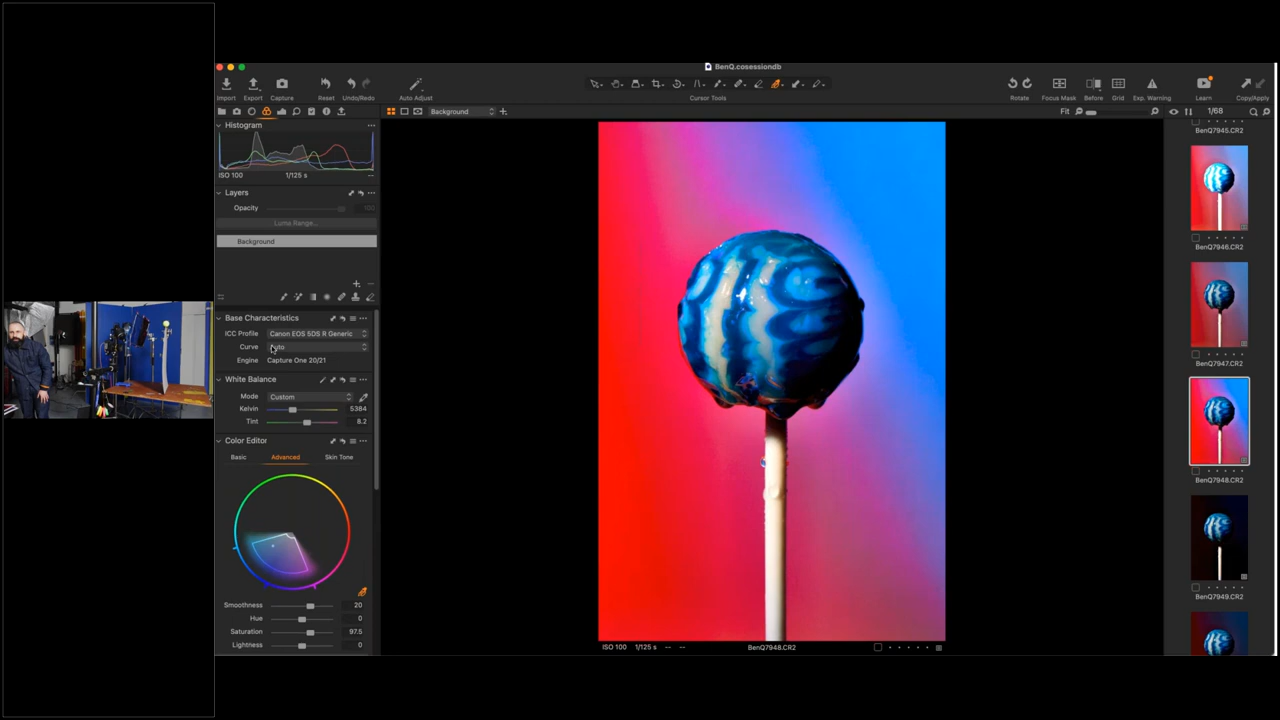 BenQ.cosessiondb
Import Export Capture Reset Undo/Redo Auto Adjust Cursor Tools Rotate Focus Mask Before Grid Exp. Warning Learn Copy/Apply
Background
Fit
1/68
Histogram
ISO 100 1/125 s --
Layers
Opacity 100
Luma Range...
Background
Base Characteristics
ICC Profile Canon EOS 5DS R Generic
Curve Auto
Engine Capture One 20/21
White Balance
Mode Custom
Kelvin 5384
Tint 8.2
Color Editor
Basic Advanced Skin Tone
Smoothness 20
Hue 0
Saturation 97.5
Lightness 0
ISO 100 1/125 s -- -- BenQ7948.CR2
BenQ7945.CR2
BenQ7946.CR2
BenQ7947.CR2
BenQ7948.CR2
BenQ7949.CR2